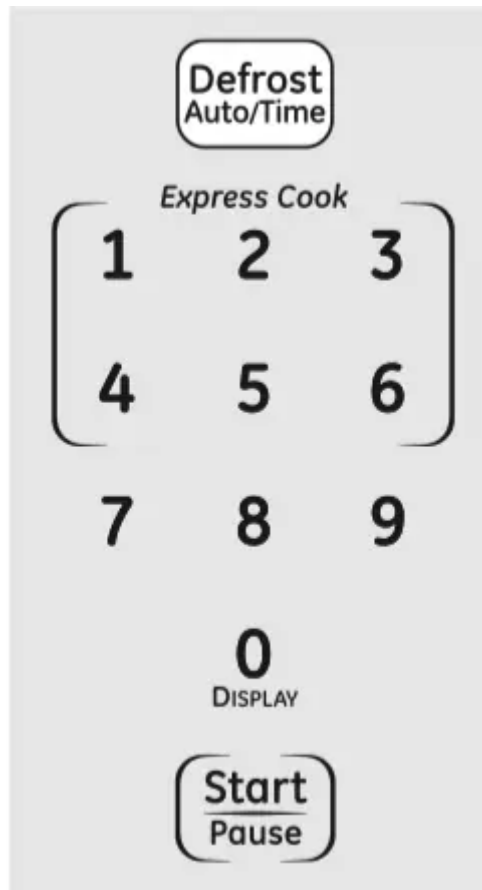 Defrost
Auto/Time
Express Cook
1 2 3
4 5 6
7 8 9
0
DISPLAY
Start
Pause